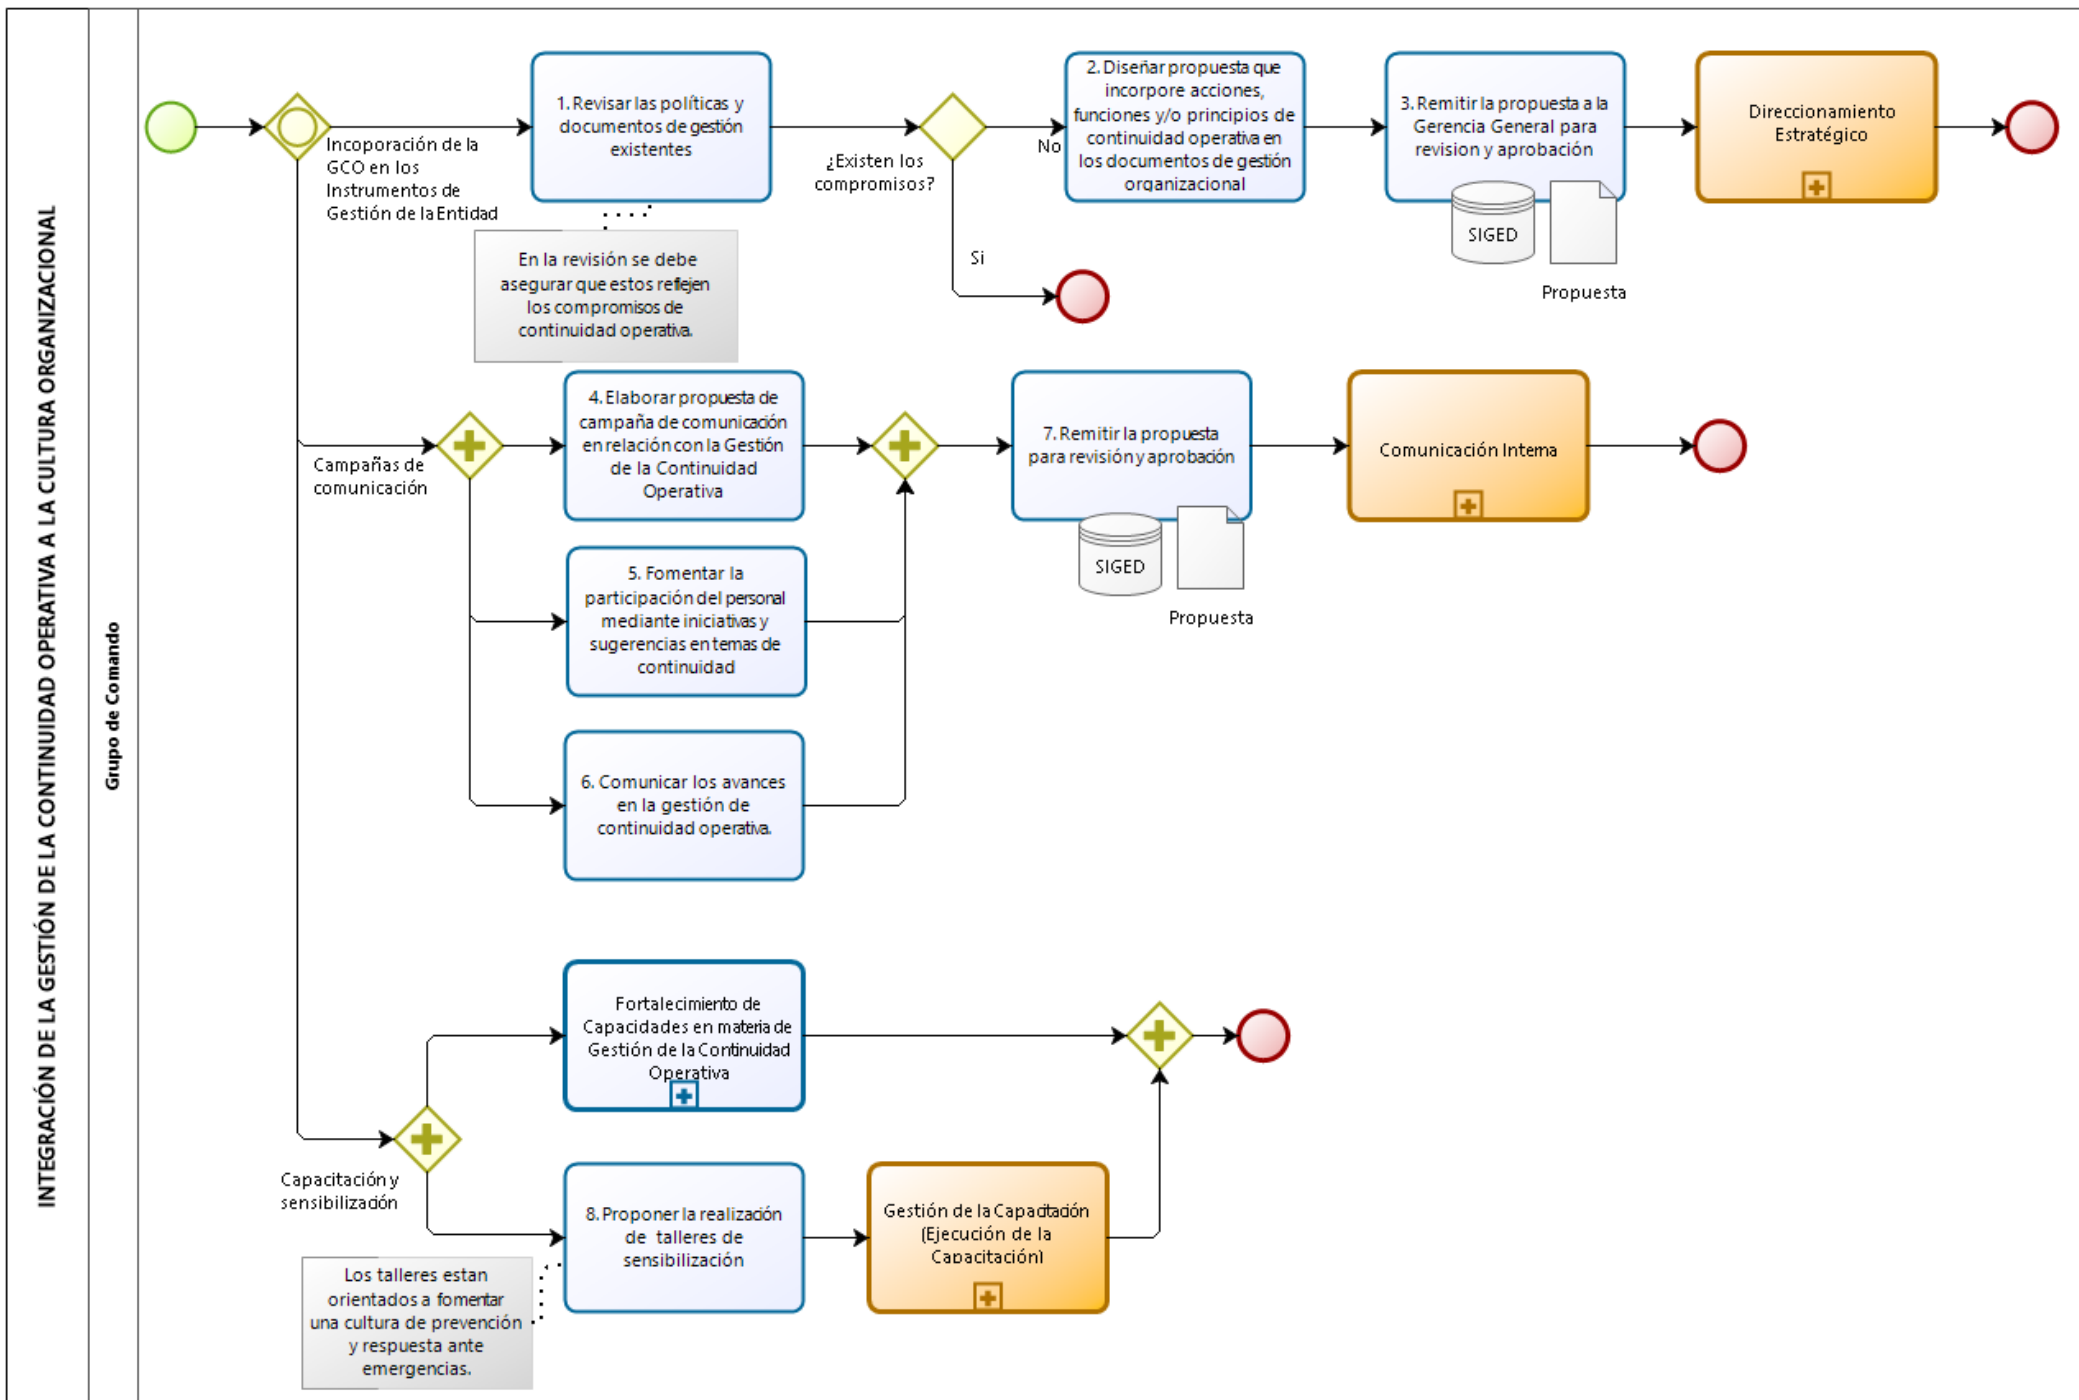 INTEGRACIÓN DE LA GESTIÓN DE LA CONTINUIDAD OPERATIVA A LA CULTURA ORGANIZACIONAL
Grupo de Comando
Incoporación de la
GCO en los
Instrumentos de
Gestión de la Entidad
1. Revisar las políticas y
documentos de gestión
existentes
En la revisión se debe
asegurar que estos reflejen
los compromisos de
continuidad operativa.
¿Existen los
compromisos?
No
Si
2. Diseñar propuesta que
incorpore acciones,
funciones y/o principios de
continuidad operativa en
los documentos de gestión
organizacional
3. Remitir la propuesta a la
Gerencia General para
revision y aprobación
SIGED
Propuesta
Direccionamiento
Estratégico
Campañas de
comunicación
4. Elaborar propuesta de
campaña de comunicación
en relación con la Gestión
de la Continuidad
Operativa
5. Fomentar la
participación del personal
mediante iniciativas y
sugerencias en temas de
continuidad
6. Comunicar los avances
en la gestión de
continuidad operativa.
7. Remitir la propuesta
para revisión y aprobación
SIGED
Propuesta
Comunicación Interna
Capacitación y
sensibilización
Fortalecimiento de
Capacidades en materia de
Gestión de la Continuidad
Operativa
8. Proponer la realización
de talleres de
sensibilización
Los talleres estan
orientados a fomentar
una cultura de prevención
y respuesta ante
emergencias.
Gestión de la Capacitación
(Ejecución de la
Capacitación)